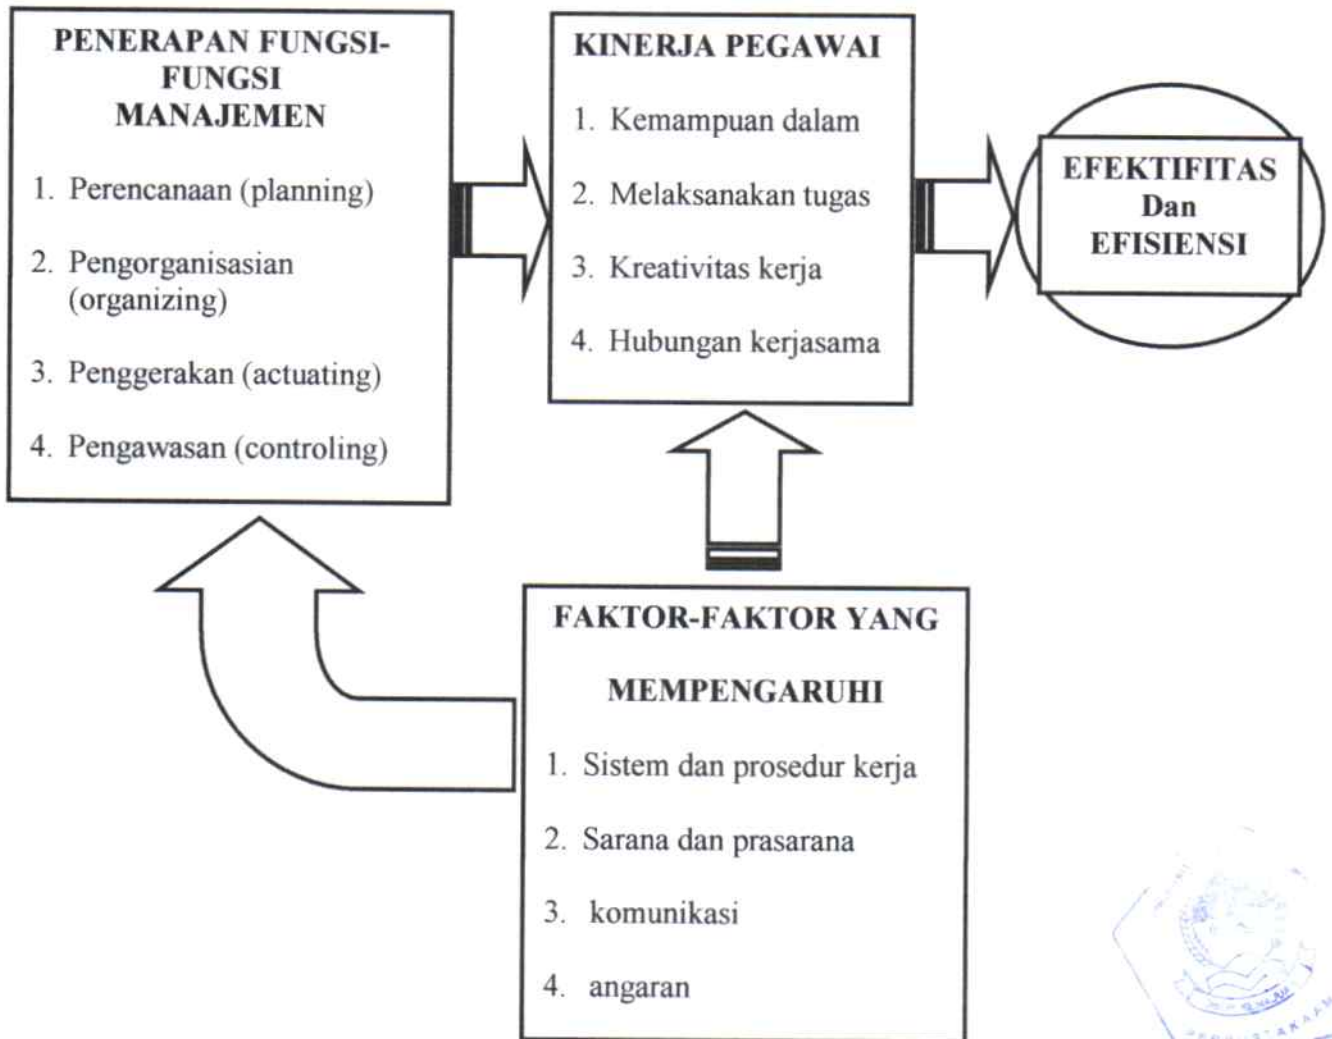 PENERAPAN FUNGSI-
FUNGSI
MANAJEMEN
1. Perencanaan (planning)
2. Pengorganisasian
(organizing)
3. Penggerakan (actuating)
4. Pengawasan (controling)
KINERJA PEGAWAI
1. Kemampuan dalam
2. Melaksanakan tugas
3. Kreativitas kerja
4. Hubungan kerjasama
EFEKTIFITAS
Dan
EFISIENSI
FAKTOR-FAKTOR YANG
MEMPENGARUHI
1. Sistem dan prosedur kerja
2. Sarana dan prasarana
3. komunikasi
4. angaran